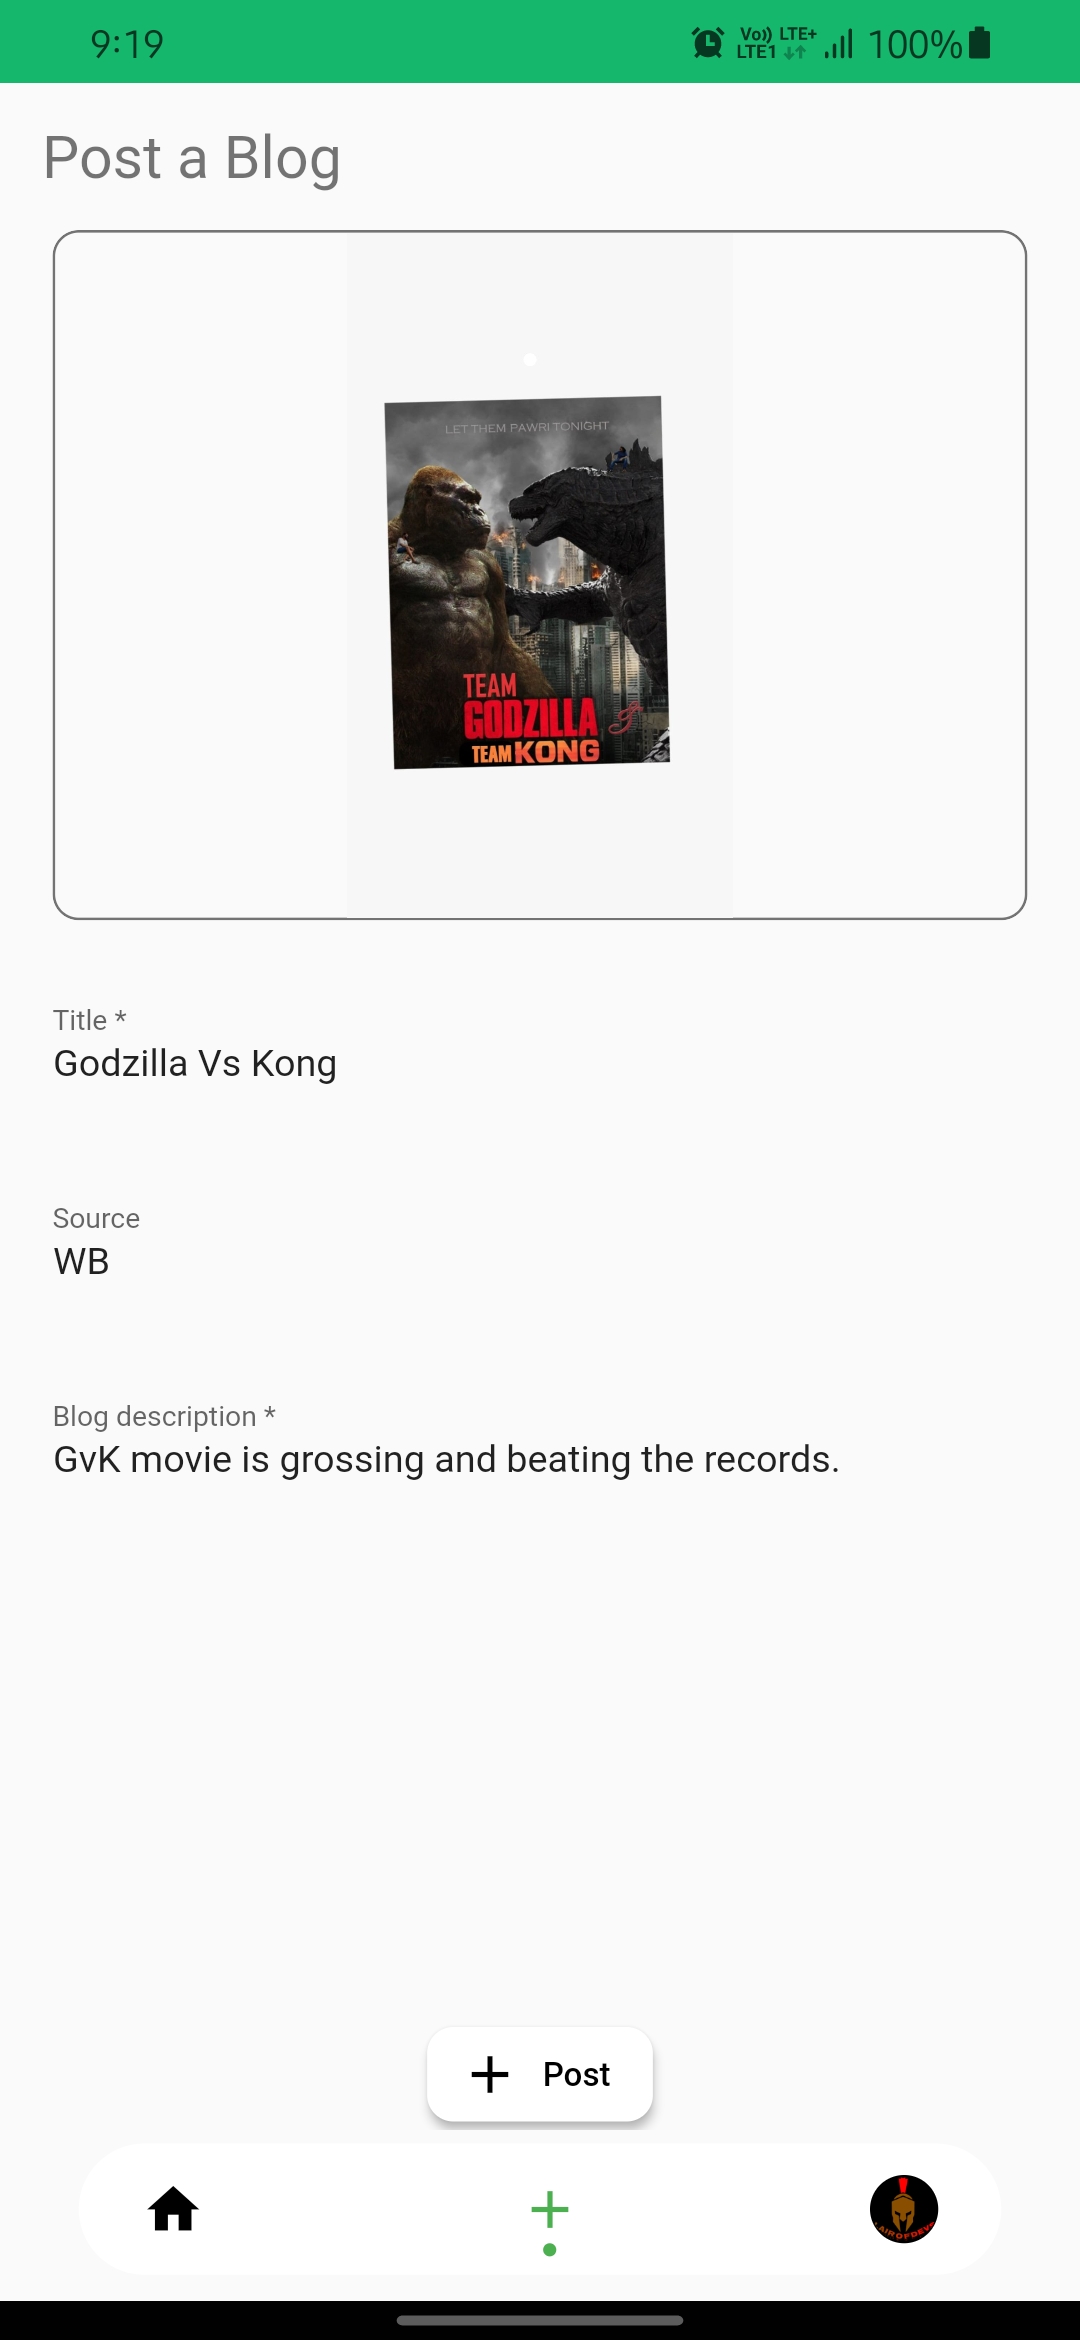 9:19
Vo)) LTE+
LTE1
100%
Post a Blog
LET THEM PAWRI TONIGHT
TEAM
GODZILLA
TEAM KONG
Title *
Godzilla Vs Kong
Source
WB
Blog description *
GvK movie is grossing and beating the records.
Post